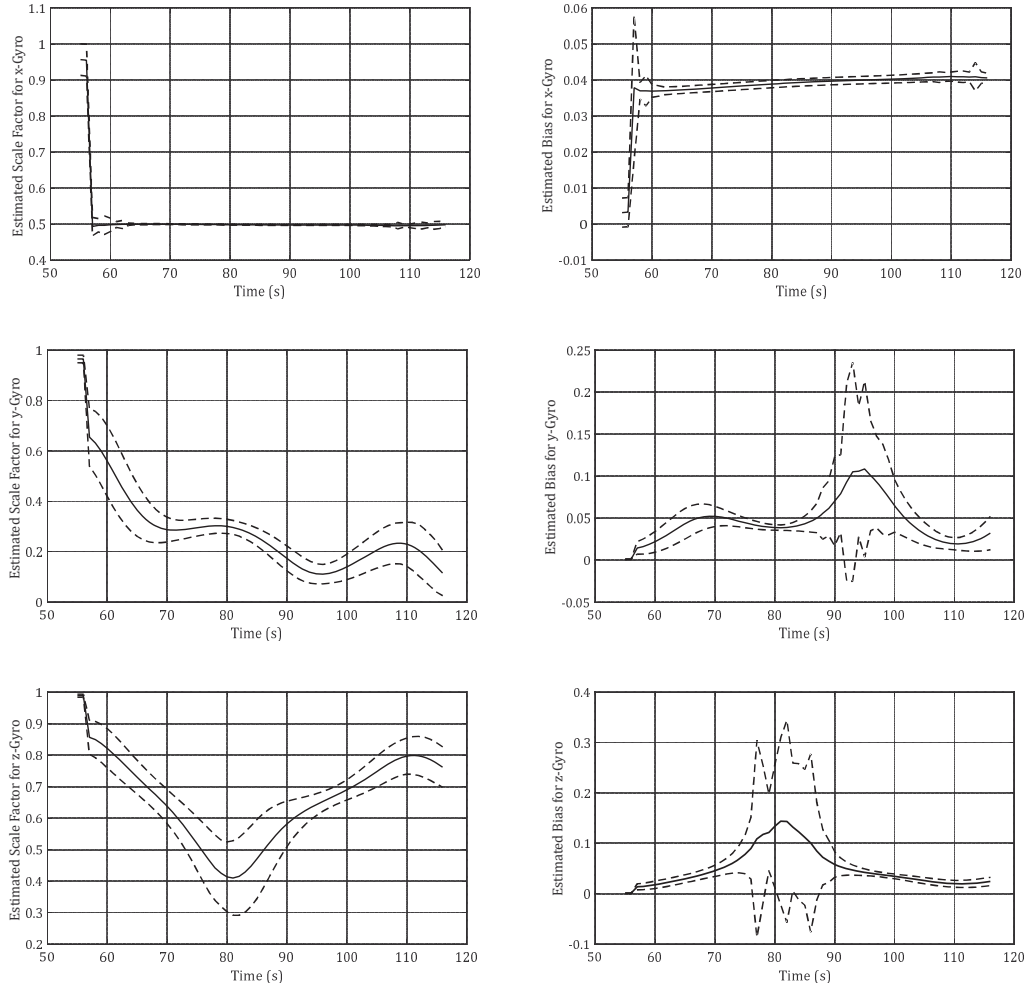 Estimated Scale Factor for x-Gyro
1.1
1
0.9
0.8
0.7
0.6
0.5
0.4
50 60 70 80 90 100 110 120
Time (s)
Estimated Bias for x-Gyro
0.06
0.05
0.04
0.03
0.02
0.01
0
-0.01
50 60 70 80 90 100 110 120
Time (s)
Estimated Scale Factor for y-Gyro
1
0.8
0.6
0.4
0.2
0
50 60 70 80 90 100 110 120
Time (s)
Estimated Bias for y-Gyro
0.25
0.2
0.15
0.1
0.05
0
-0.05
50 60 70 80 90 100 110 120
Time (s)
Estimated Scale Factor for z-Gyro
1
0.9
0.8
0.7
0.6
0.5
0.4
0.3
0.2
50 60 70 80 90 100 110 120
Time (s)
Estimated Bias for z-Gyro
0.4
0.3
0.2
0.1
0
-0.1
50 60 70 80 90 100 110 120
Time (s)